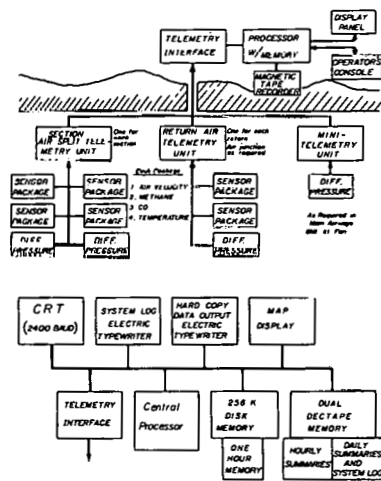 TELEMETRY
INTERFACE
PROCESSOR
W/MEMORY
DISPLAY
PANEL
OPERATORS
CONSOLE
MAGNETIC
TAPE
RECORDER
SECTION
AIR SPLIT TELE-
METRY UNIT
One for
each
section
RETURN AIR
TELEMETRY
UNIT
One for each
return
Air junction
as required
MINI-
TELEMETRY
UNIT
SENSOR
PACKAGE
SENSOR
PACKAGE
Each Package
1 AIR VELOCITY
2. METHANE
3 CO
4. TEMPERATURE
SENSOR
PACKAGE
DIFF.
PRESSURE
SENSOR
PACKAGE
SENSOR
PACKAGE
SENSOR
PACKAGE
As Required in
Main Airways
and at Fan
DIFF.
PRESSURE
DIFF.
PRESSURE
DIFF.
PRESSURE
CRT
(2400 BAUD)
SYSTEM LOG
ELECTRIC
TYPEWRITER
HARD COPY
DATA OUTPUT
ELECTRIC
TYPEWRITER
MAP
DISPLAY
TELEMETRY
INTERFACE
Central
Processor
256 K
DISK
MEMORY
DUAL
DECTAPE
MEMORY
ONE
HOUR
MEMORY
HOURLY
SUMMARIES
DAILY
SUMMARIES
AND
SYSTEM LOG